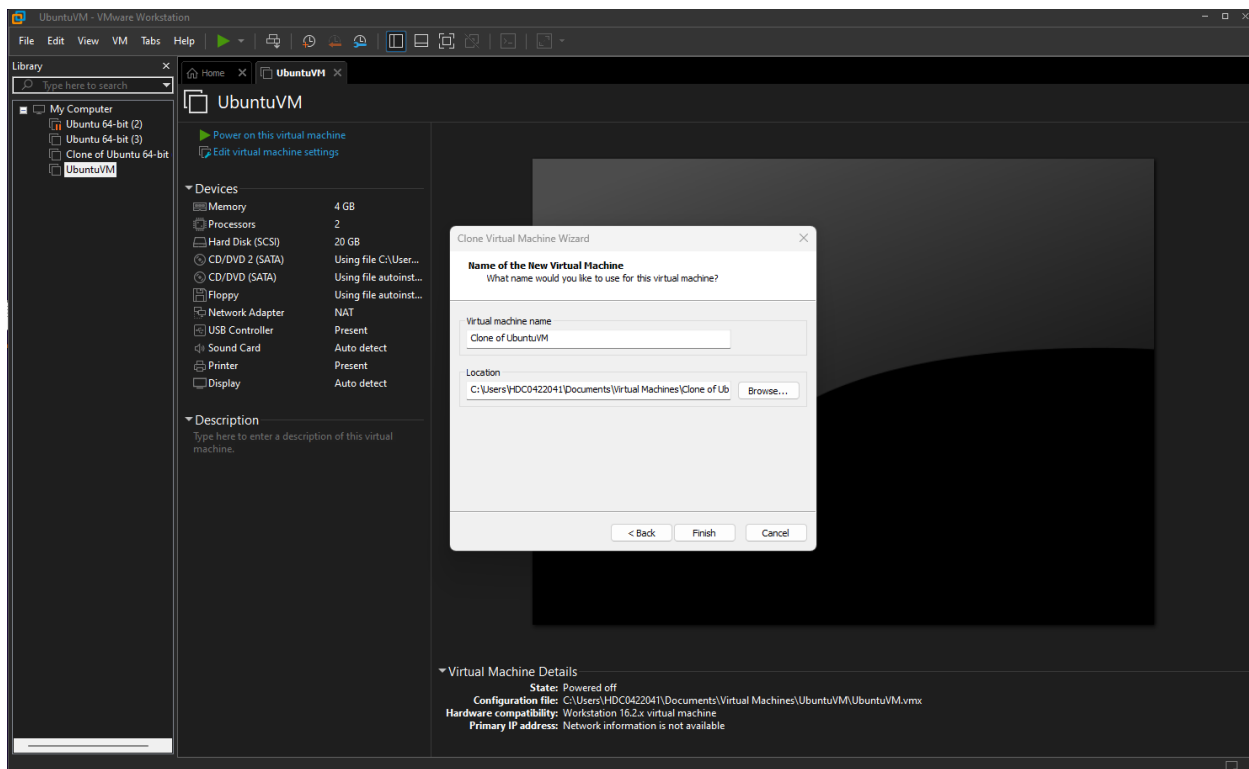 UbuntuVM - VMware Workstation
File Edit View VM Tabs Help
Library
Type here to search
My Computer
Ubuntu 64-bit (2)
Ubuntu 64-bit (3)
Clone of Ubuntu 64-bit
UbuntuVM
Home
UbuntuVM
UbuntuVM
Power on this virtual machine
Edit virtual machine settings
Devices
Memory 4 GB
Processors 2
Hard Disk (SCSI) 20 GB
CD/DVD 2 (SATA) Using file C:\User...
CD/DVD (SATA) Using file autoinst...
Floppy Using file autoinst...
Network Adapter NAT
USB Controller Present
Sound Card Auto detect
Printer Present
Display Auto detect
Description
Type here to enter a description of this virtual
machine.
Clone Virtual Machine Wizard
Name of the New Virtual Machine
What name would you like to use for this virtual machine?
Virtual machine name
Clone of UbuntuVM
Location
C:\Users\HDC0422041\Documents\Virtual Machines\Clone of Ub
Browse...
< Back Finish Cancel
Virtual Machine Details
State: Powered off
Configuration file: C:\Users\HDC0422041\Documents\Virtual Machines\UbuntuVM\UbuntuVM.vmx
Hardware compatibility: Workstation 16.2.x virtual machine
Primary IP address: Network information is not available